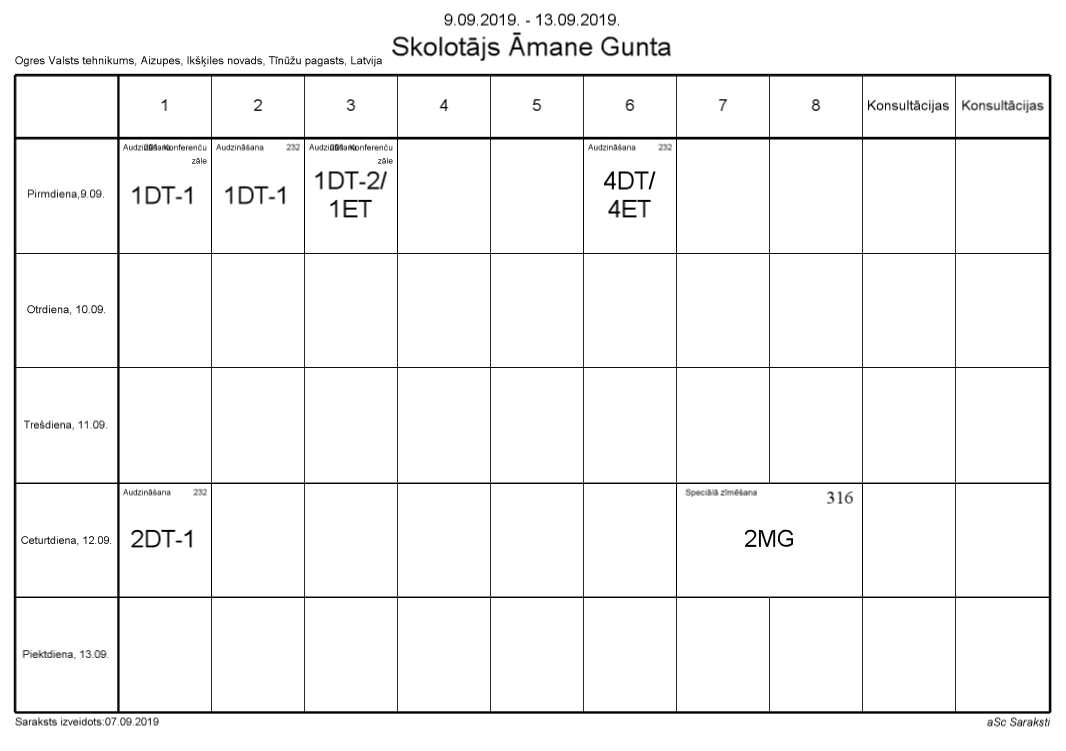 9.09.2019. - 13.09.2019.
Skolotājs Āmane Gunta
Ogres Valsts tehnikums, Aizupes, Ikšķiles novads, Tīnūžu pagasts, Latvija
1 2 3 4 5 6 7 8 Konsultācijas Konsultācijas
Pirmdiena,9.09.
Audzināšana Konferenču
zāle
1DT-1
Audzināšana 232
1DT-1
Audzināšana Konferenču
zāle
1DT-2/
1ET
Audzināšana 232
4DT/
4ET
Otrdiena, 10.09.
Trešdiena, 11.09.
Ceturtdiena, 12.09.
Audzināšana 232
2DT-1
Speciālā zīmēšana 316
2MG
Piektdiena, 13.09.
Saraksts izveidots:07.09.2019
aSc Saraksti